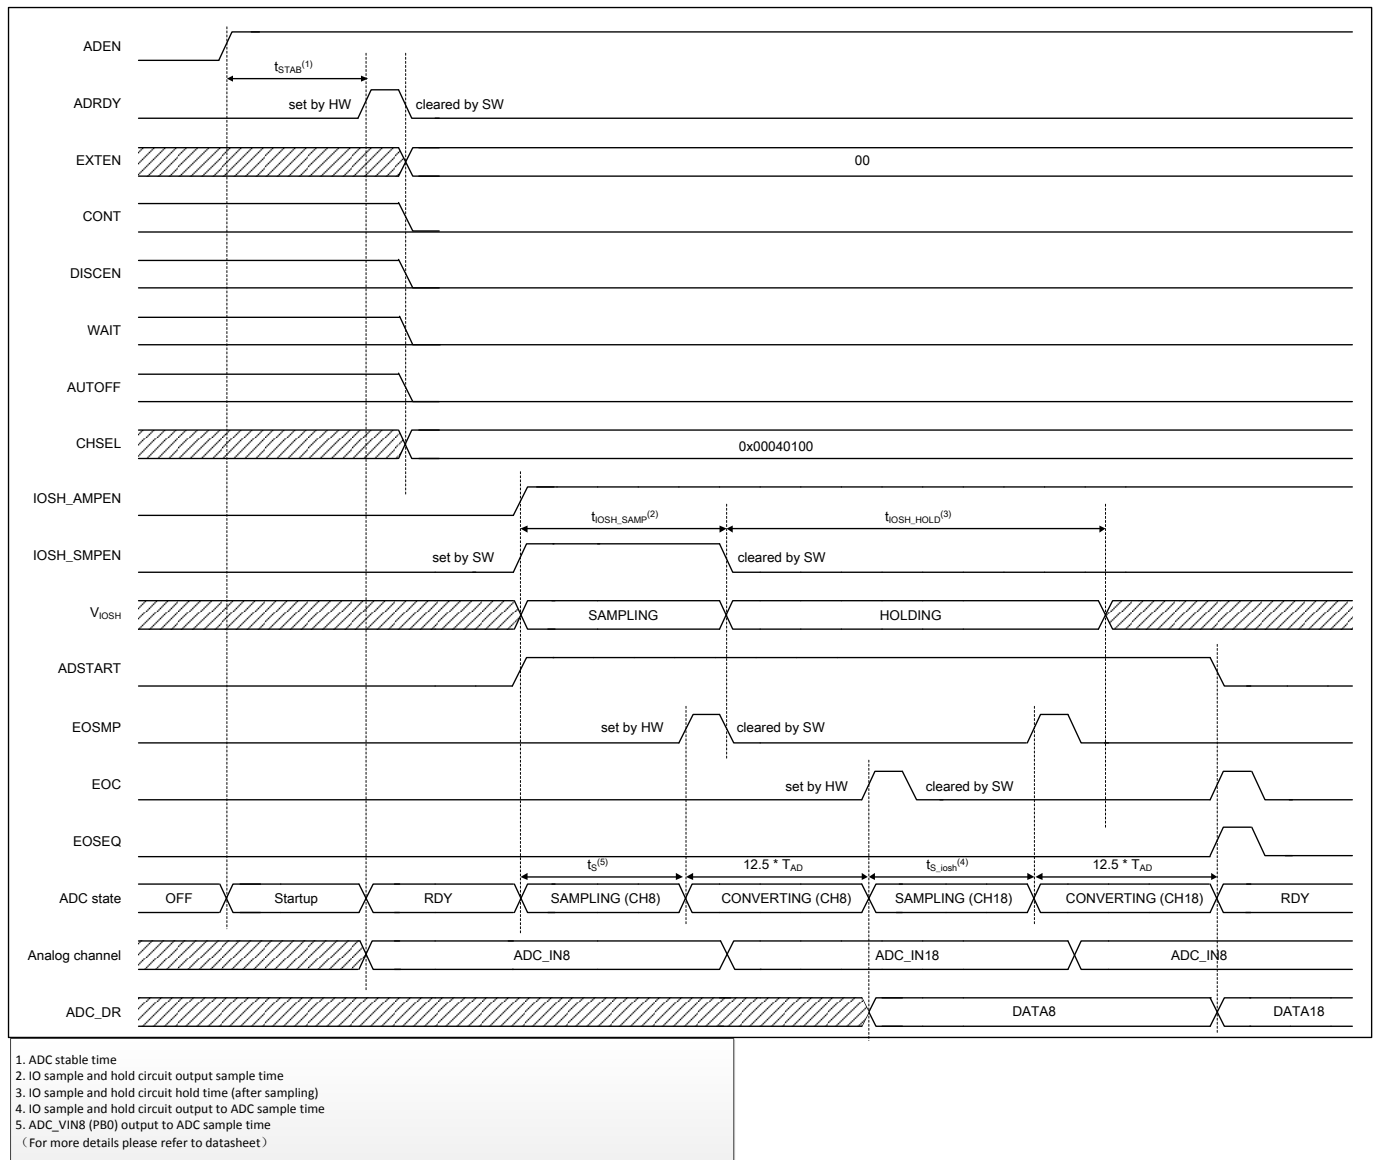 ADEN
tSTAB(1)
ADRDY set by HW cleared by SW
EXTEN 00
CONT
DISCEN
WAIT
AUTOFF
CHSEL 0x00040100
IOSH_AMPEN
tIOSH_SAMP(2) tIOSH_HOLD(3)
IOSH_SMPEN set by SW cleared by SW
VIOSH SAMPLING HOLDING
ADSTART
EOSMP set by HW cleared by SW
EOC set by HW cleared by SW
EOSEQ
tS(5) 12.5 * TAD tS_iosh(4) 12.5 * TAD
ADC state OFF Startup RDY SAMPLING (CH8) CONVERTING (CH8) SAMPLING (CH18) CONVERTING (CH18) RDY
Analog channel ADC_IN8 ADC_IN18 ADC_IN8
ADC_DR DATA8 DATA18
1. ADC stable time
2. IO sample and hold circuit output sample time
3. IO sample and hold circuit hold time (after sampling)
4. IO sample and hold circuit output to ADC sample time
5. ADC_VIN8 (PB0) output to ADC sample time
（For more details please refer to datasheet）